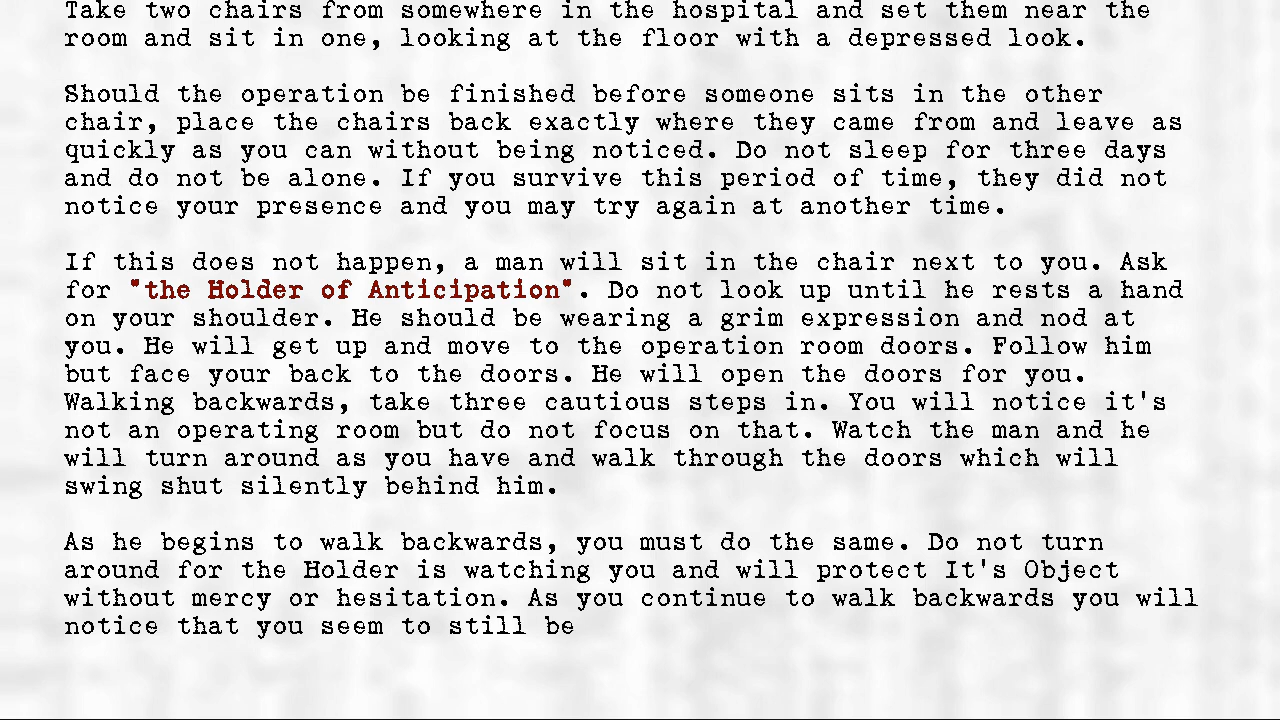 Take two chairs from somewhere in the hospital and set them near the
room and sit in one, looking at the floor with a depressed look.
Should the operation be finished before someone sits in the other
chair, place the chairs back exactly where they came from and leave as
quickly as you can without being noticed. Do not sleep for three days
and do not be alone. If you survive this period of time, they did not
notice your presence and you may try again at another time.
If this does not happen, a man will sit in the chair next to you. Ask
for "the Holder of Anticipation". Do not look up until he rests a hand
on your shoulder. He should be wearing a grim expression and nod at
you. He will get up and move to the operation room doors. Follow him
but face your back to the doors. He will open the doors for you.
Walking backwards, take three cautious steps in. You will notice it's
not an operating room but do not focus on that. Watch the man and he
will turn around as you have and walk through the doors which will
swing shut silently behind him.
As he begins to walk backwards, you must do the same. Do not turn
around for the Holder is watching you and will protect It's Object
without mercy or hesitation. As you continue to walk backwards you will
notice that you seem to still be